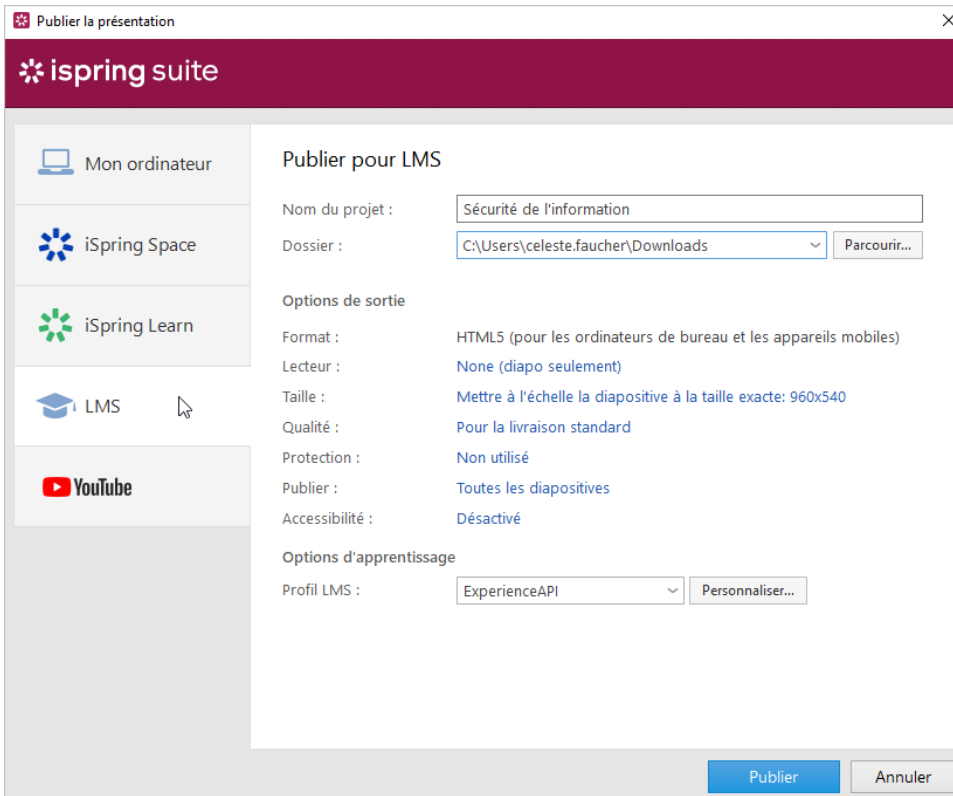 Publier la présentation
ispring suite
Mon ordinateur
iSpring Space
iSpring Learn
LMS
YouTube
Publier pour LMS
Nom du projet : Sécurité de l'information
Dossier : C:\Users\celeste.faucher\Downloads Parcourir...
Options de sortie
Format : HTML5 (pour les ordinateurs de bureau et les appareils mobiles)
Lecteur : None (diapo seulement)
Taille : Mettre à l'échelle la diapositive à la taille exacte: 960x540
Qualité : Pour la livraison standard
Protection : Non utilisé
Publier : Toutes les diapositives
Accessibilité : Désactivé
Options d'apprentissage
Profil LMS : ExperienceAPI Personnaliser...
Publier Annuler